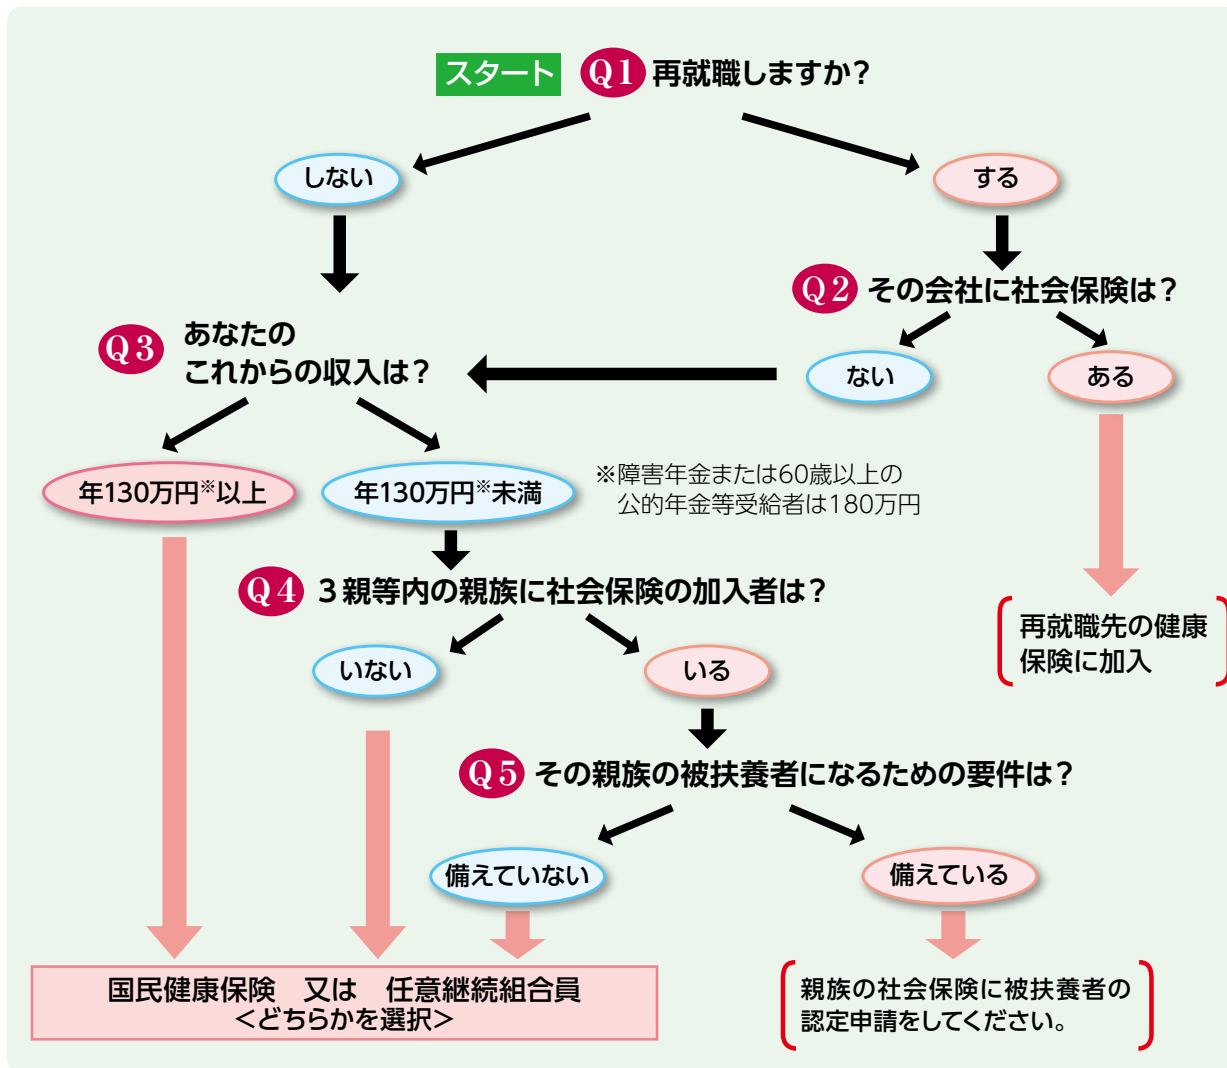 スタート Q1 再就職しますか？
しない
する
Q2 その会社に社会保険は？
ない
ある
Q3 あなたの
これからの収入は？
年130万円※以上
年130万円※未満
※障害年金または60歳以上の
公的年金等受給者は180万円
Q4 3親等内の親族に社会保険の加入者は？
いない
いる
再就職先の健康
保険に加入
Q5 その親族の被扶養者になるための要件は？
備えていない
備えている
国民健康保険　又は　任意継続組合員
＜どちらかを選択＞
親族の社会保険に被扶養者の
認定申請をしてください。